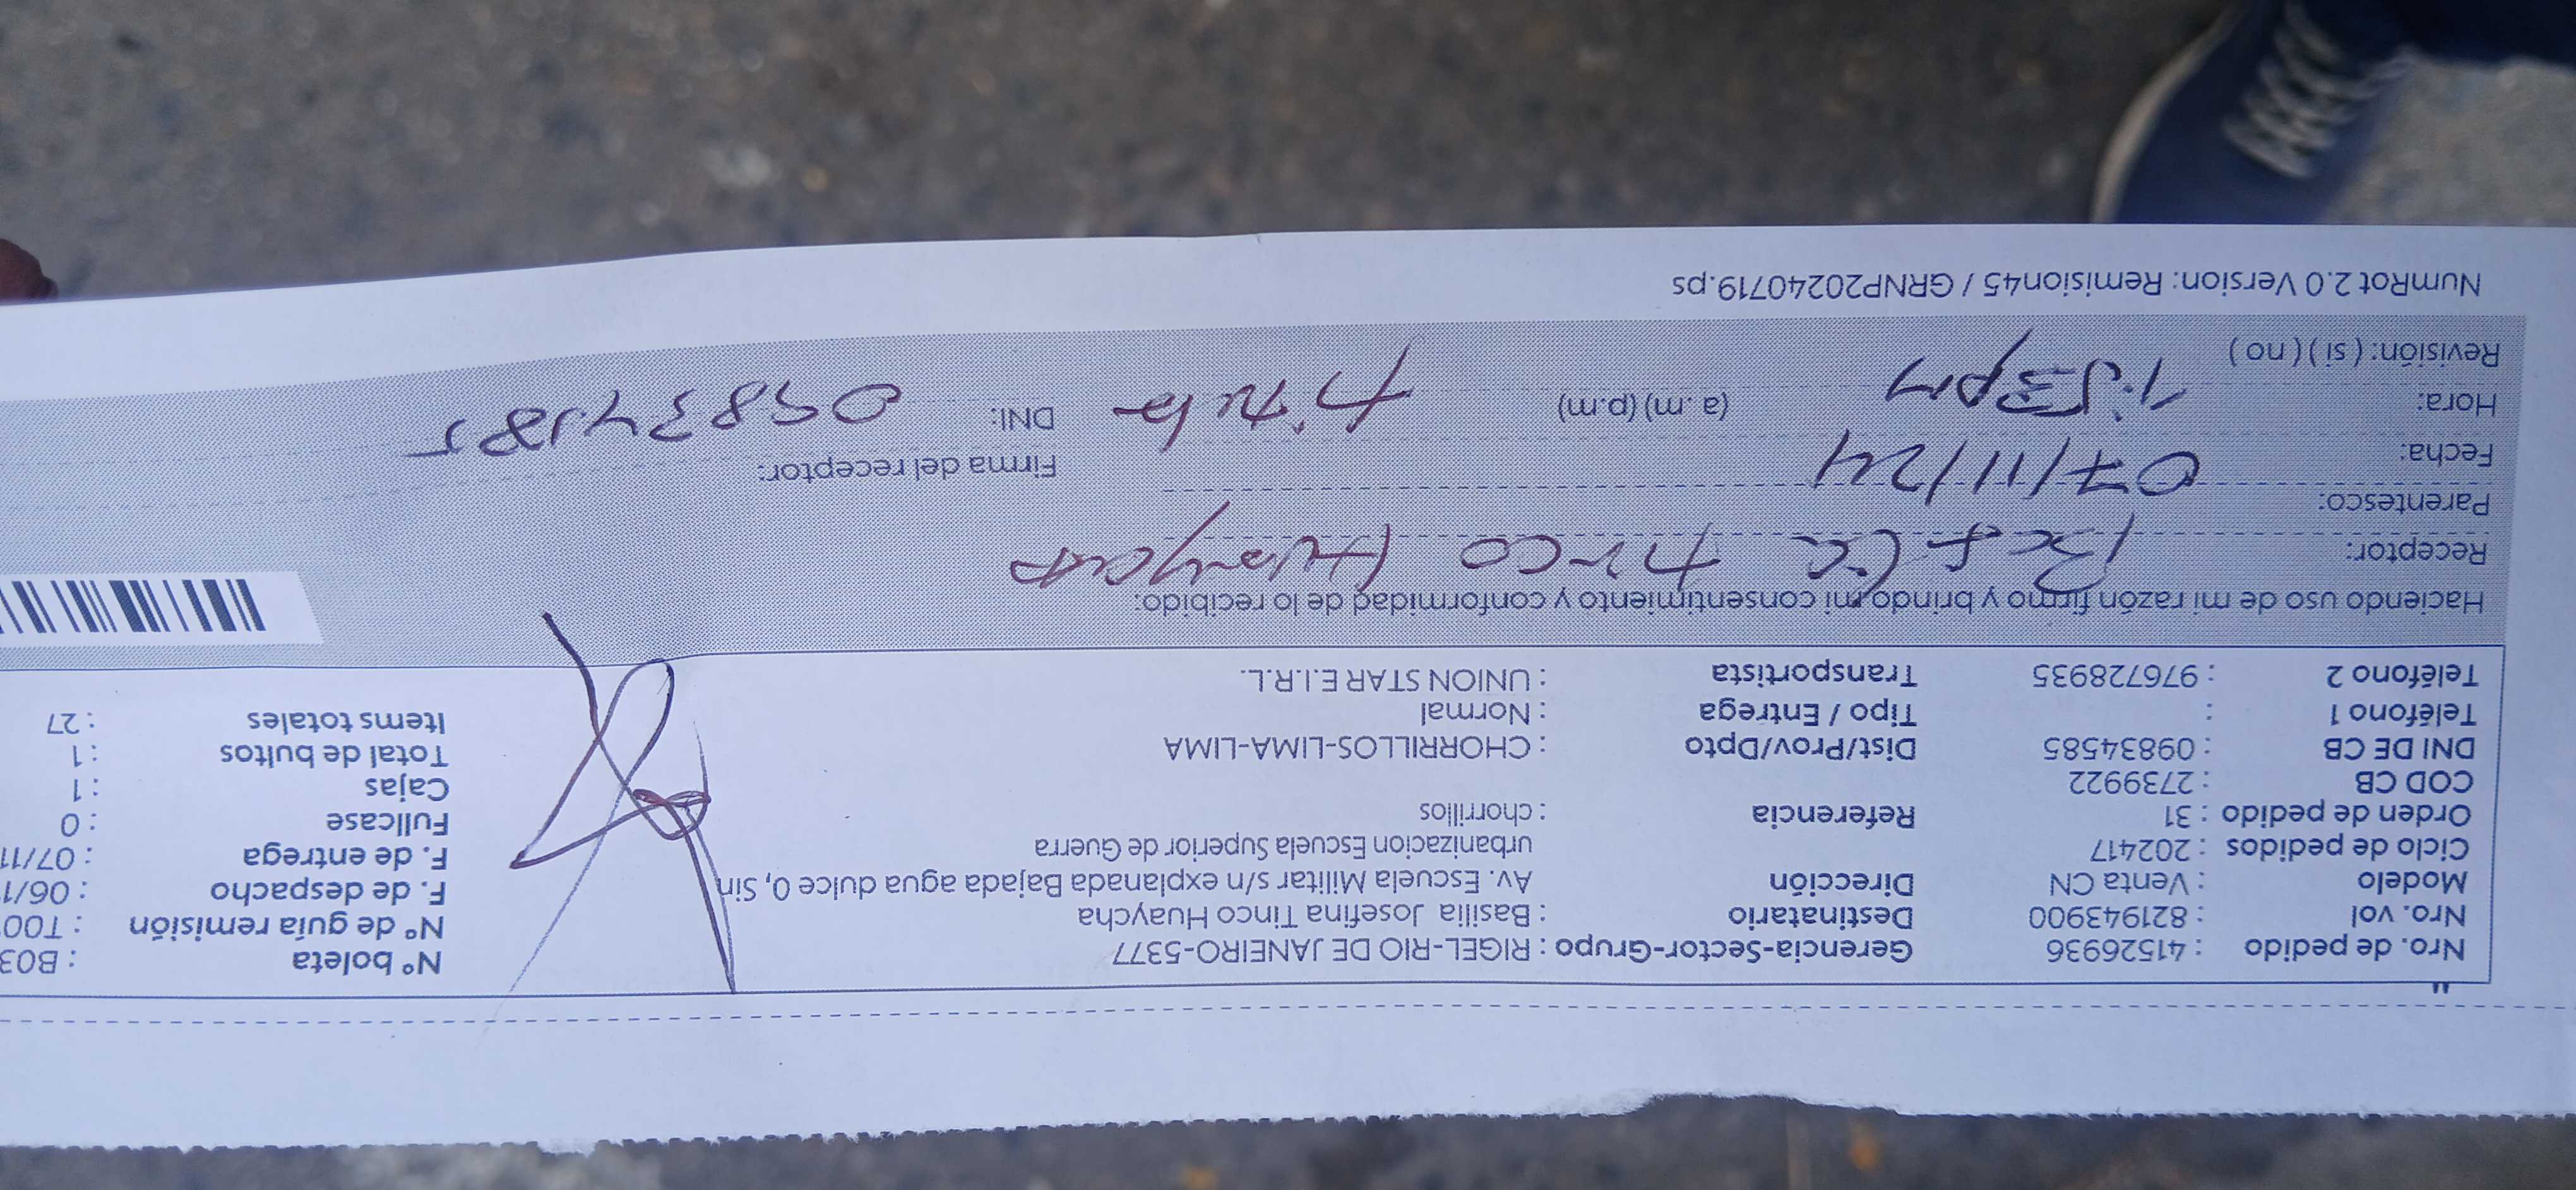 Nro. de pedido : 41526936 Gerencia-Sector-Grupo : RIGEL-RIO DE JANEIRO-5377 Nº boleta : B03
Nro. vol : 821943900 Destinatario : Basilia Josefina Tinco Huaycha Nº de guía remisión : T00
Modelo : Venta CN Dirección Av. Escuela Militar s/n explanada Bajada agua dulce 0, Sin F. de despacho : 06/1
Ciclo de pedidos : 202417 urbanizacion Escuela Superior de Guerra F. de entrega : 07/11
Orden de pedido : 31 Referencia : chorrillos Fullcase : 0
COD CB : 2739922 Cajas : 1
DNI DE CB : 09834585 Dist/Prov/Dpto : CHORRILLOS-LIMA-LIMA Total de bultos : 1
Teléfono 1 : Tipo / Entrega : Normal Items totales : 27
Teléfono 2 : 976728935 Transportista : UNION STAR E.I.R.L.
Haciendo uso de mi razón firmo y brindo mi consentimiento y conformidad de lo recibido:
Receptor: Tinco Huaycha
Parentesco:
Fecha: 07/11/24 Firma del receptor:
Hora: 1:53pm (a.m) (p.m) Titula DNI:
Revisión: ( si ) ( no )
NumRot 2.0 Version: Remision45 / GRNP20240719.ps